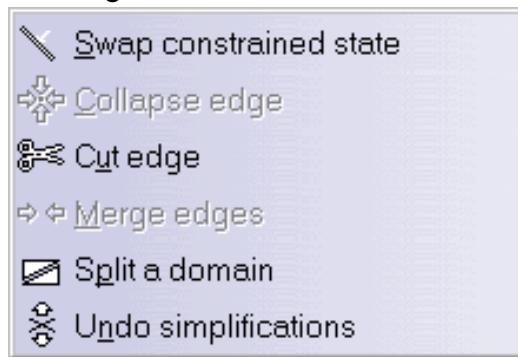 Swap constrained state
Collapse edge
Cut edge
Merge edges
Split a domain
Undo simplifications